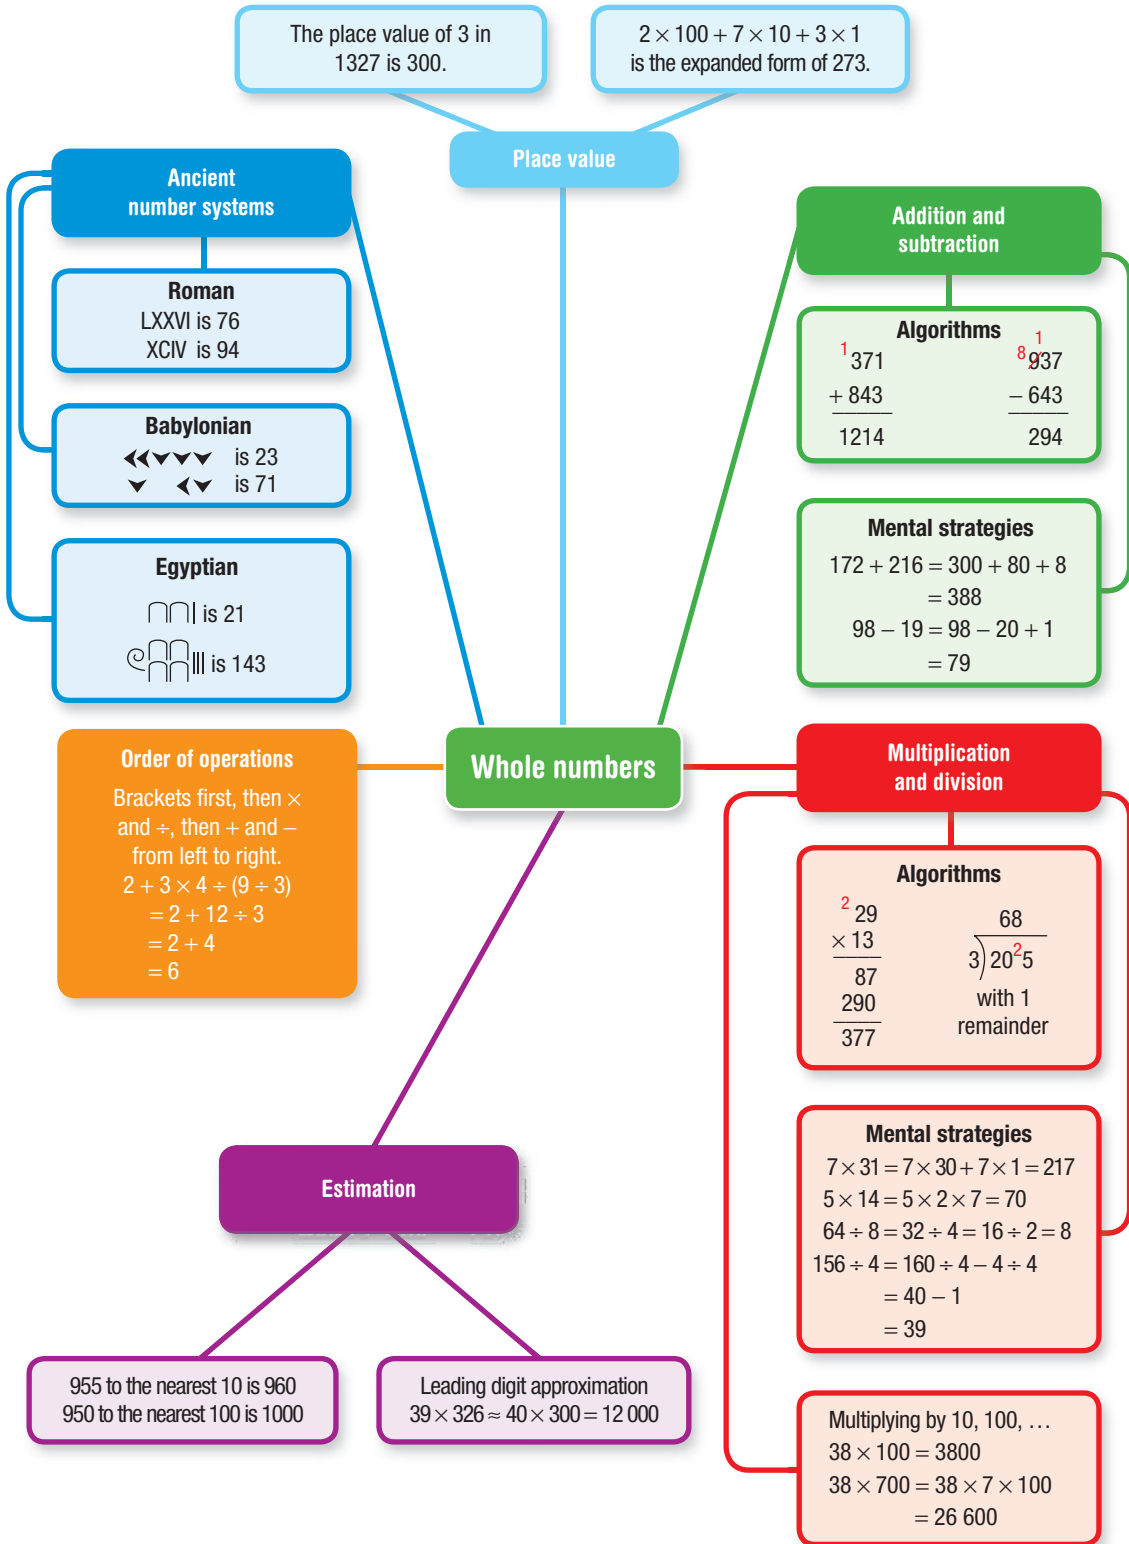 The place value of 3 in
1327 is 300.
2 × 100 + 7 × 10 + 3 × 1
is the expanded form of 273.
Place value
Ancient
number systems
Roman
LXXVI is 76
XCIV is 94
Babylonian
is 23
is 71
Egyptian
is 21
is 143
Addition and
subtraction
Algorithms
1
371
+ 843
1214
1
8 937
− 643
294
Mental strategies
172 + 216 = 300 + 80 + 8
= 388
98 − 19 = 98 − 20 + 1
= 79
Order of operations
Brackets first, then ×
and ÷, then + and −
from left to right.
2 + 3 × 4 ÷ (9 ÷ 3)
= 2 + 12 ÷ 3
= 2 + 4
= 6
Whole numbers
Multiplication
and division
Algorithms
2
29
× 13
87
290
377
68
3)20²5
with 1
remainder
Mental strategies
7 × 31 = 7 × 30 + 7 × 1 = 217
5 × 14 = 5 × 2 × 7 = 70
64 ÷ 8 = 32 ÷ 4 = 16 ÷ 2 = 8
156 ÷ 4 = 160 ÷ 4 − 4 ÷ 4
= 40 − 1
= 39
Estimation
955 to the nearest 10 is 960
950 to the nearest 100 is 1000
Leading digit approximation
39 × 326 ≈ 40 × 300 = 12 000
Multiplying by 10, 100, …
38 × 100 = 3800
38 × 700 = 38 × 7 × 100
= 26 600